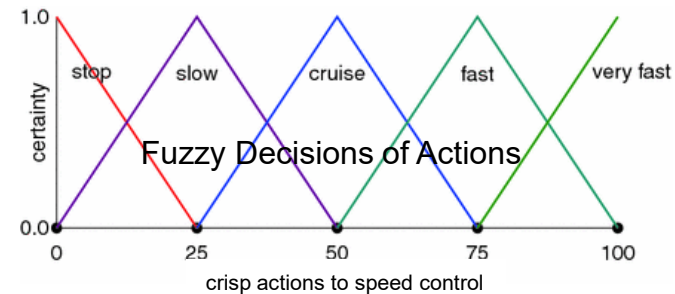 1.0
stop slow cruise fast very fast
certainty
Fuzzy Decisions of Actions
0.0
0 25 50 75 100
crisp actions to speed control